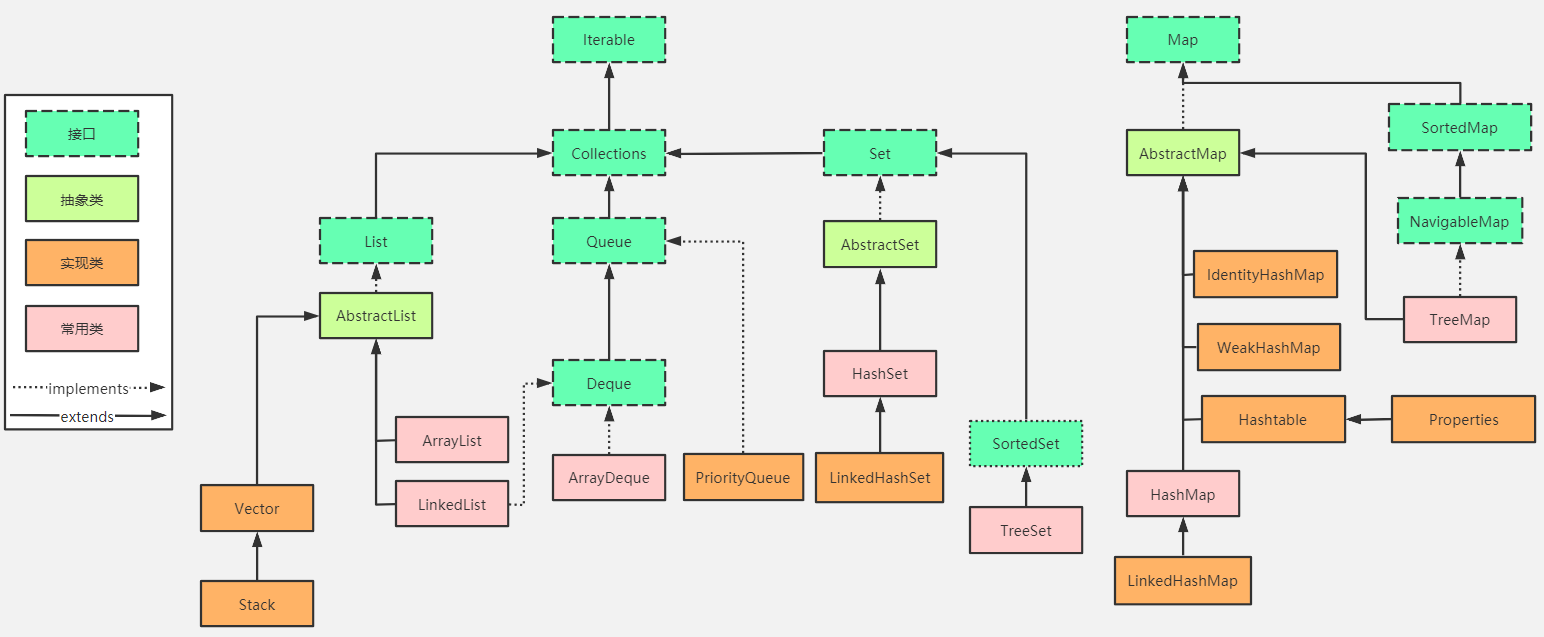 Iterable
Map
接口
抽象类
实现类
常用类
implements
extends
Collections
Set
AbstractMap
SortedMap
List
Queue
AbstractSet
NavigableMap
IdentityHashMap
AbstractList
TreeMap
WeakHashMap
HashSet
Deque
Hashtable
Properties
ArrayList
SortedSet
ArrayDeque
PriorityQueue
LinkedHashSet
HashMap
LinkedList
Vector
TreeSet
LinkedHashMap
Stack